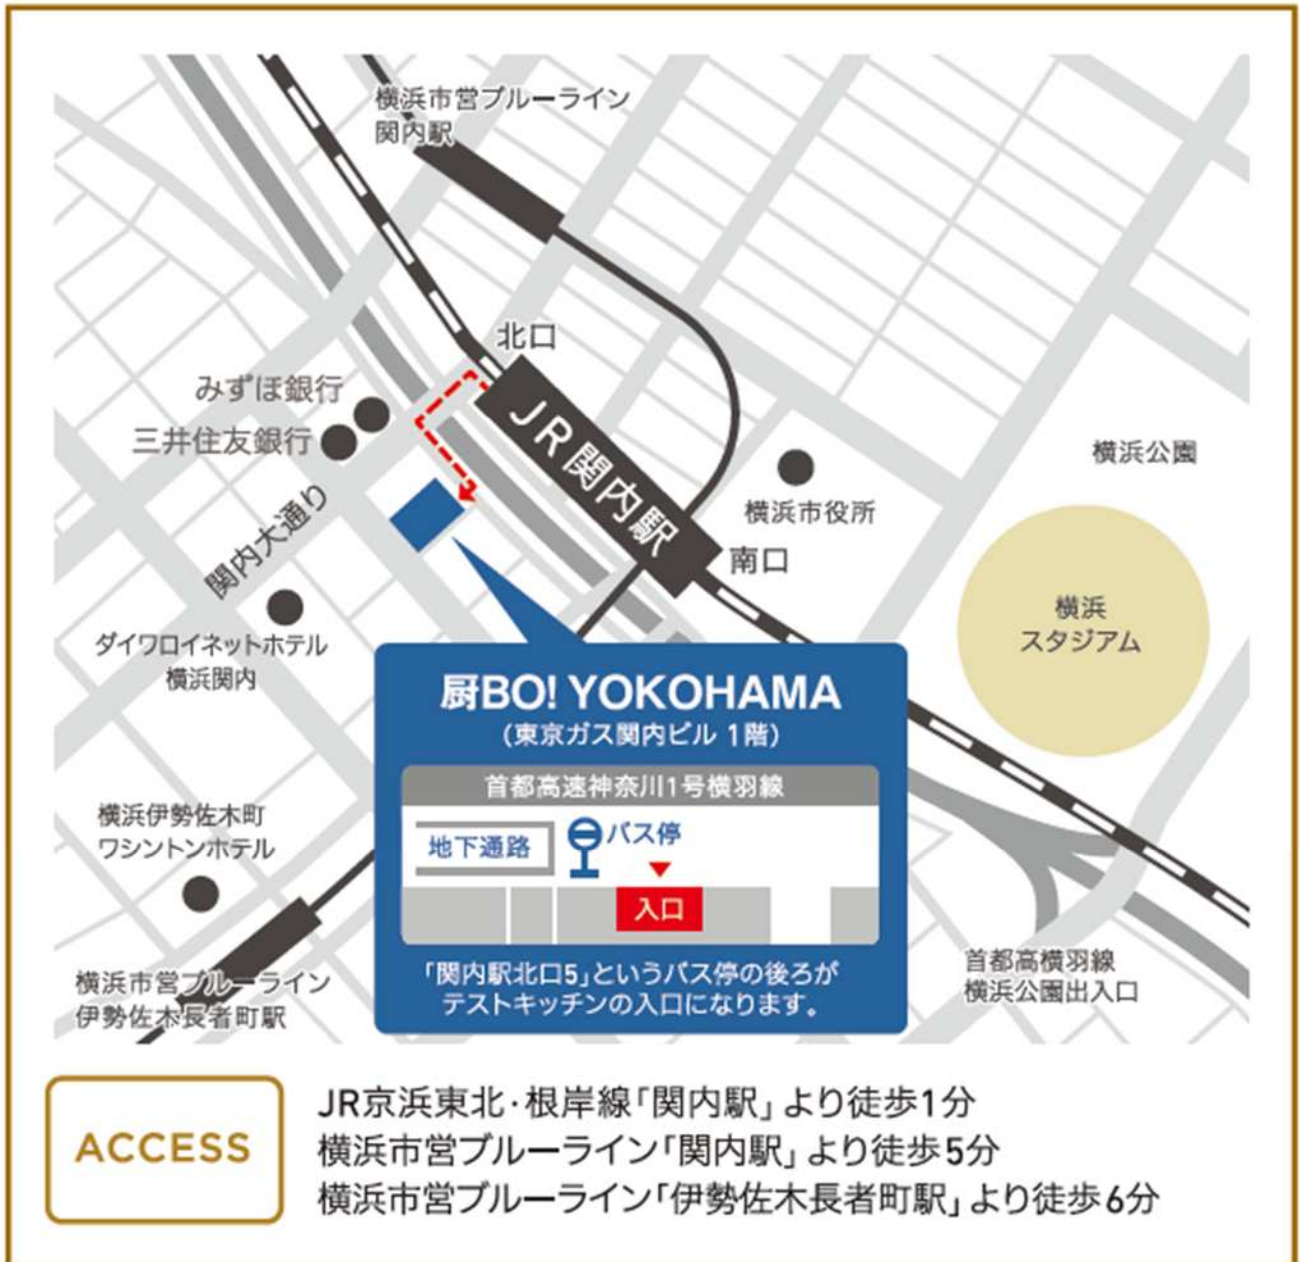 横浜市営ブルーライン
関内駅
北口
みずほ銀行
三井住友銀行
JR関内駅
横浜公園
横浜市役所
関内大通り
南口
横浜
スタジアム
ダイワロイネットホテル
横浜関内
厨BO! YOKOHAMA
(東京ガス関内ビル 1階)
首都高速神奈川1号横羽線
地下通路
バス停
入口
「関内駅北口5」というバス停の後ろが
テストキッチンの入口になります。
横浜伊勢佐木町
ワシントンホテル
横浜市営ブルーライン
伊勢佐木長者町駅
首都高横羽線
横浜公園出入口
ACCESS
JR京浜東北・根岸線「関内駅」より徒歩1分
横浜市営ブルーライン「関内駅」より徒歩5分
横浜市営ブルーライン「伊勢佐木長者町駅」より徒歩6分